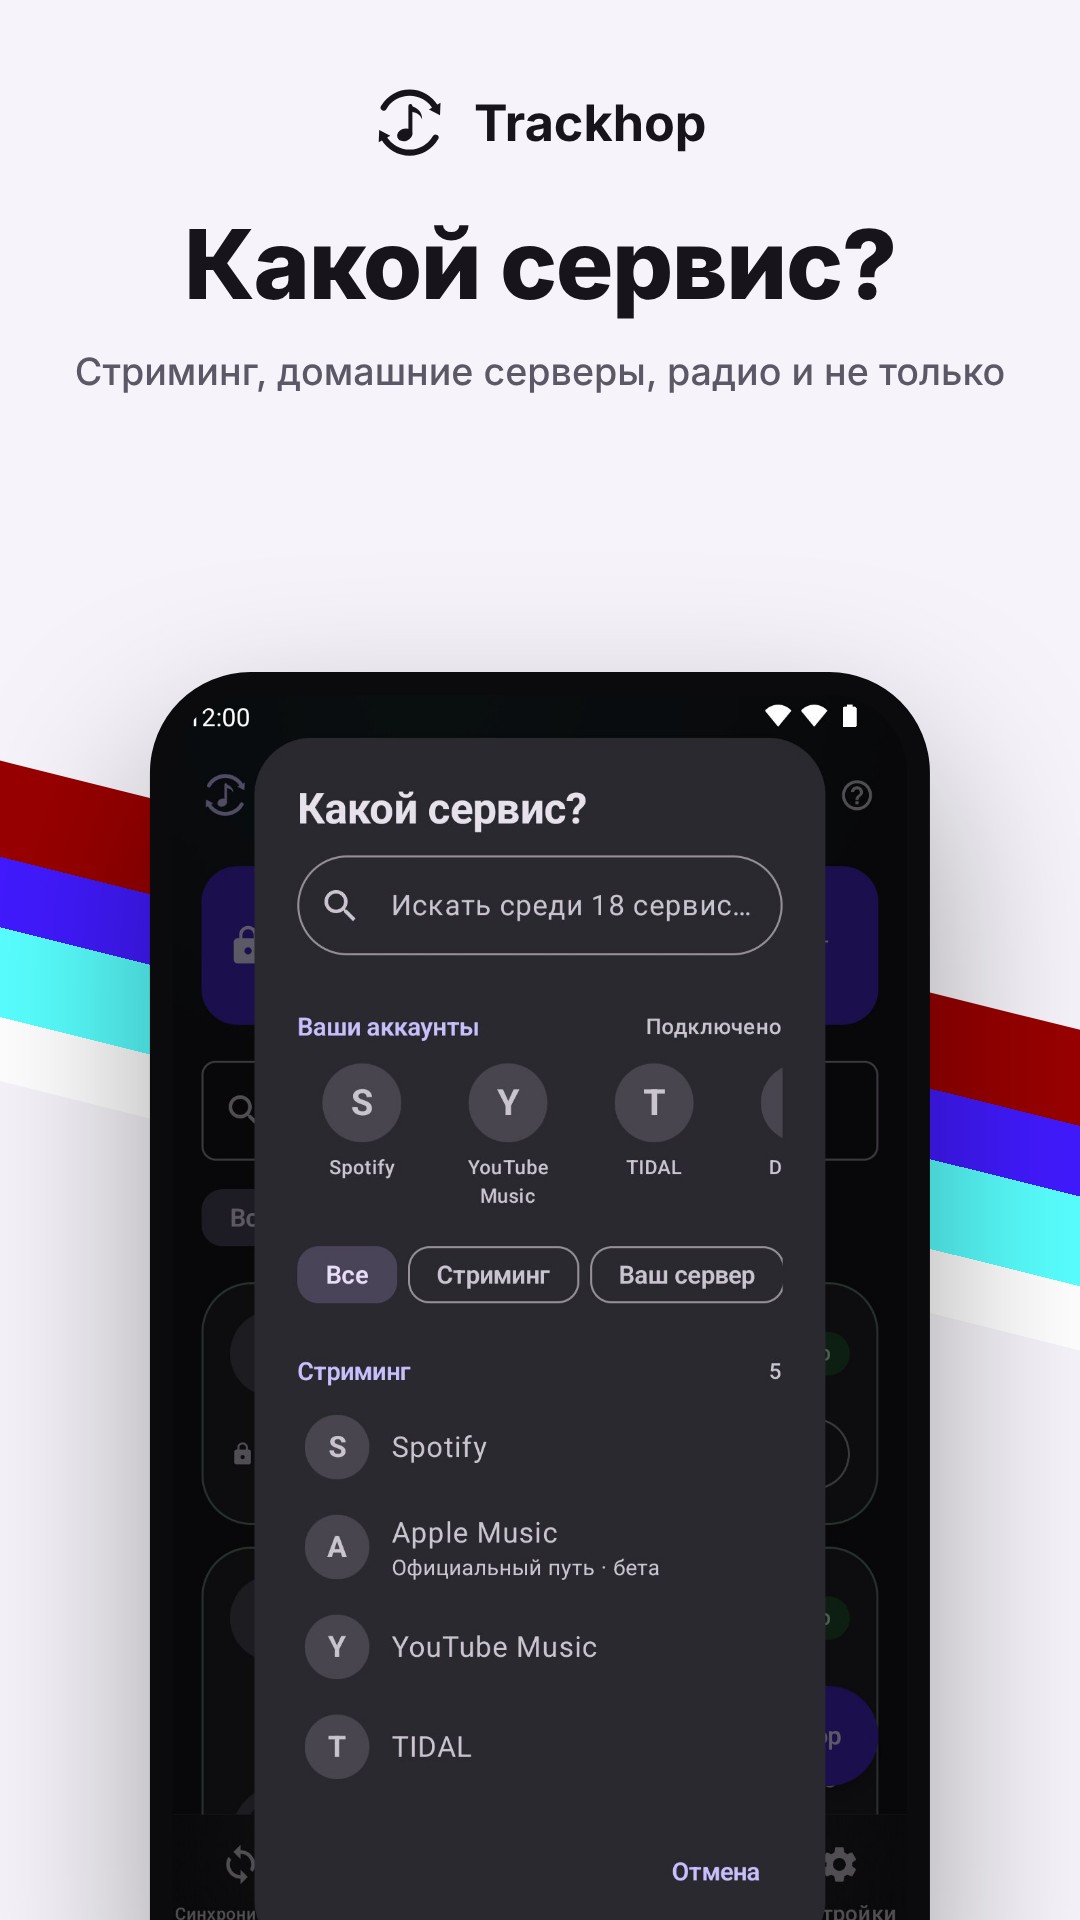 Trackhop
Какой сервис?
Стриминг, домашние серверы, радио и не только
12:00
Какой сервис?
Искать среди 18 сервис...
Ваши аккаунты
Подключено
S
Y
T
Spotify
YouTube
Music
TIDAL
D
Все
Стриминг
Ваш сервер
Стриминг
5
S
Spotify
A
Apple Music
Официальный путь · бета
Y
YouTube Music
T
TIDAL
Отмена